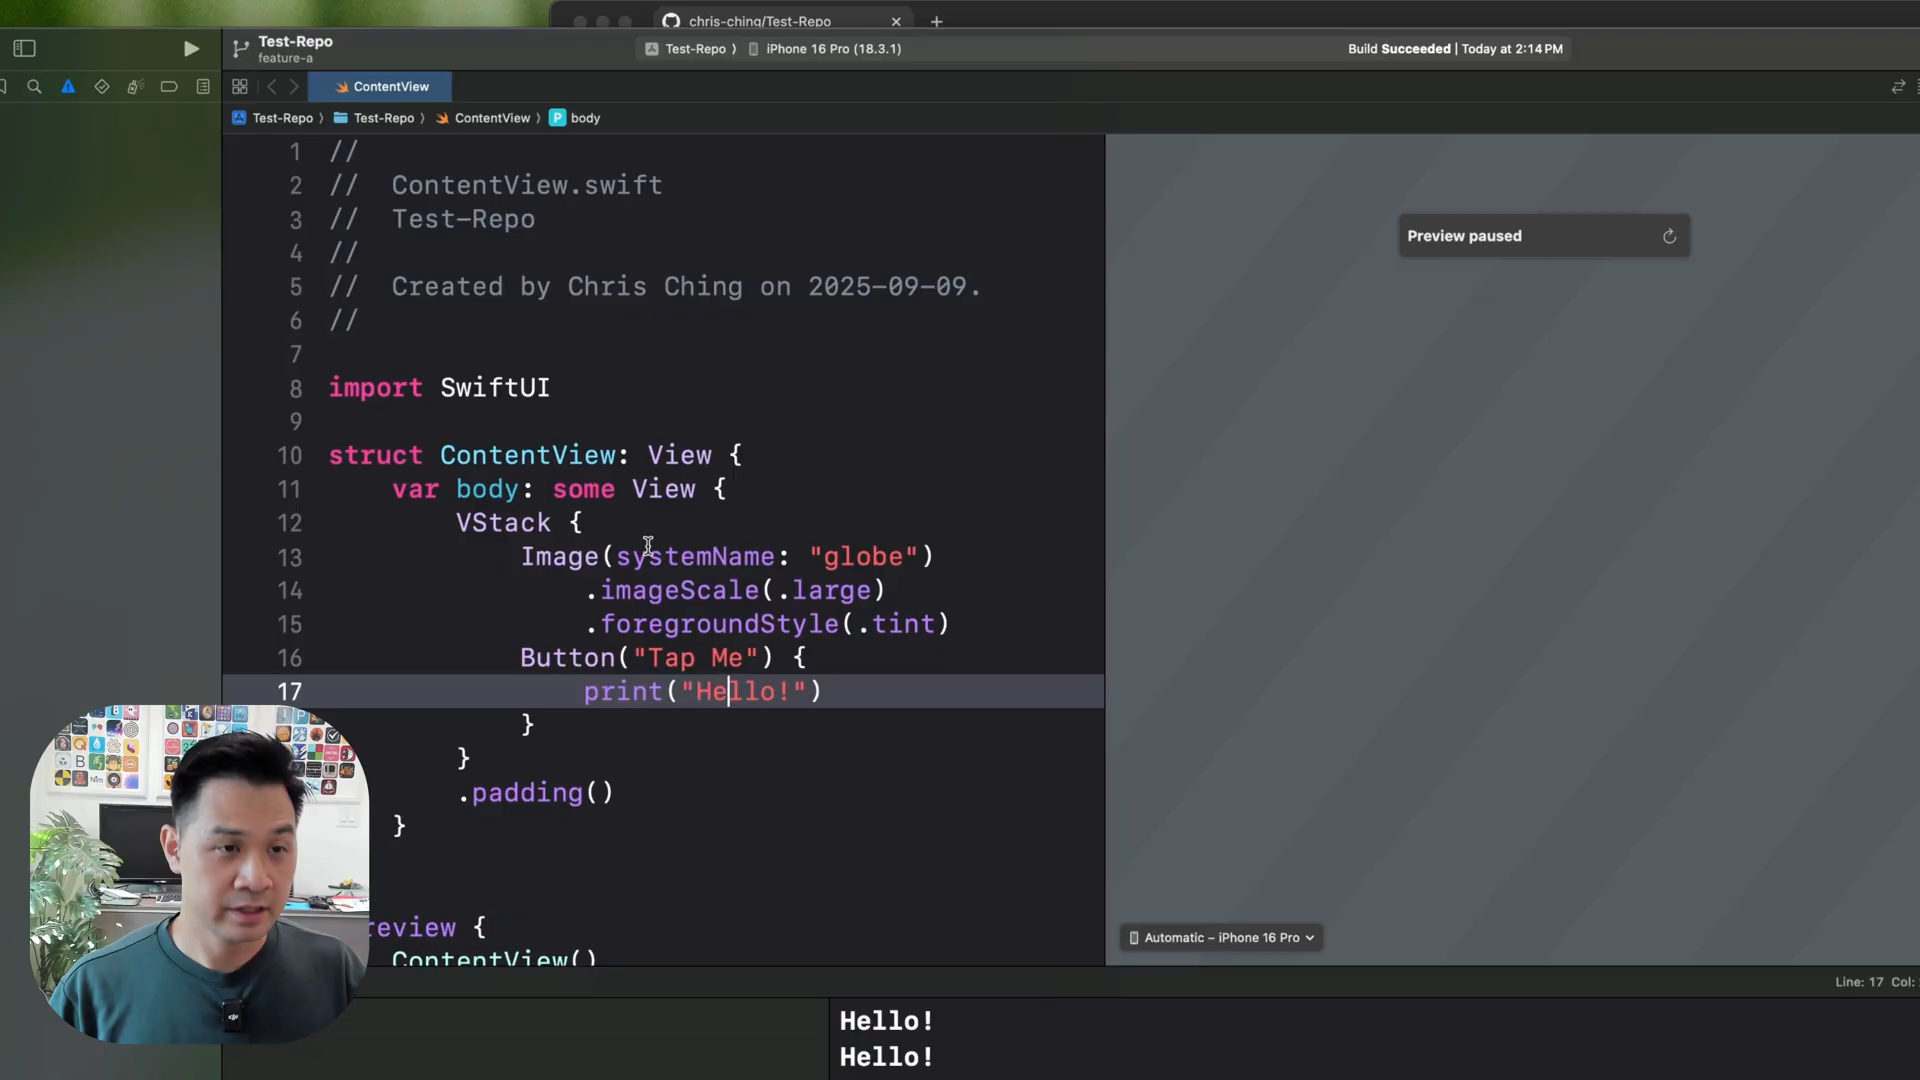 chris-ching/Test-Repo
Test-Repo
feature-a
Test-Repo
iPhone 16 Pro (18.3.1)
Build Succeeded | Today at 2:14 PM
ContentView
Test-Repo
Test-Repo
ContentView
P
body
1 //
2 // ContentView.swift
3 // Test-Repo
4 //
5 // Created by Chris Ching on 2025-09-09.
6 //
7
8 import SwiftUI
9
10 struct ContentView: View {
11 var body: some View {
12 VStack {
13 Image(systemName: "globe")
14 .imageScale(.large)
15 .foregroundStyle(.tint)
16 Button("Tap Me") {
17 print("Hello!")
}
}
.padding()
}
review {
ContentView()
Preview paused
Automatic – iPhone 16 Pro
Line: 17 Col:
Hello!
Hello!